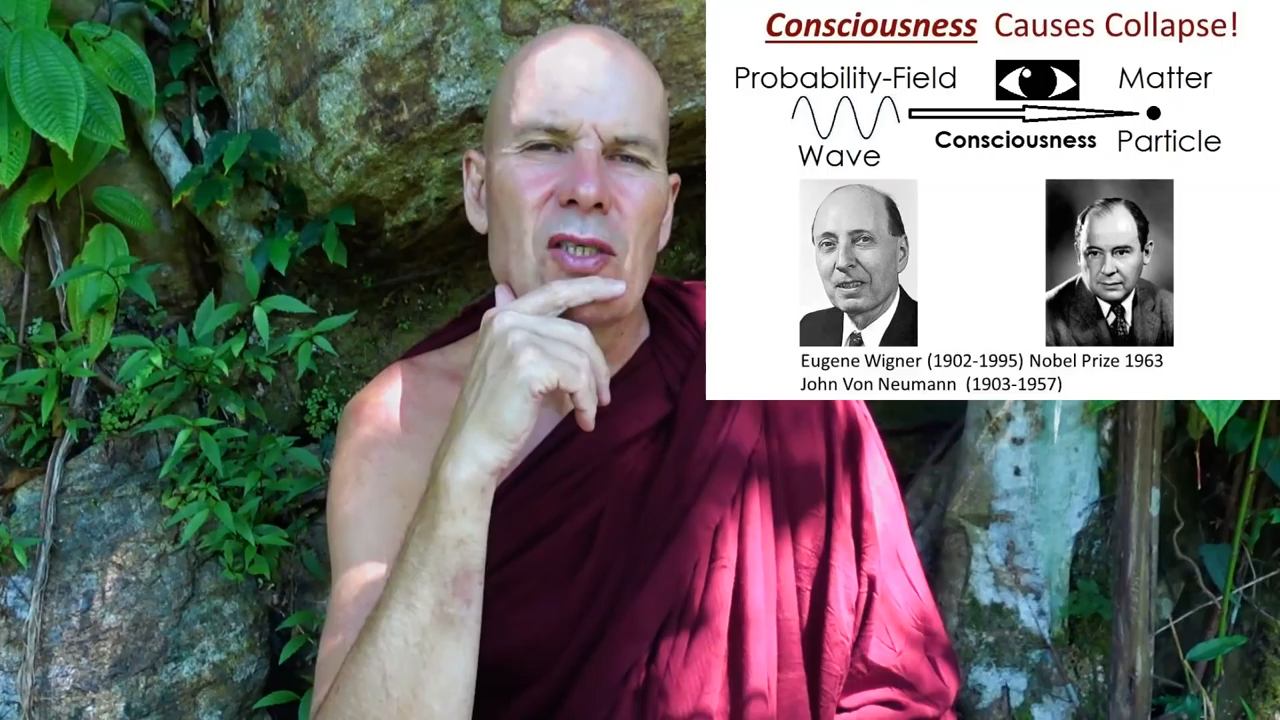 Consciousness Causes Collapse!
Probability-Field Matter
Wave Consciousness Particle
Eugene Wigner (1902-1995) Nobel Prize 1963
John Von Neumann (1903-1957)